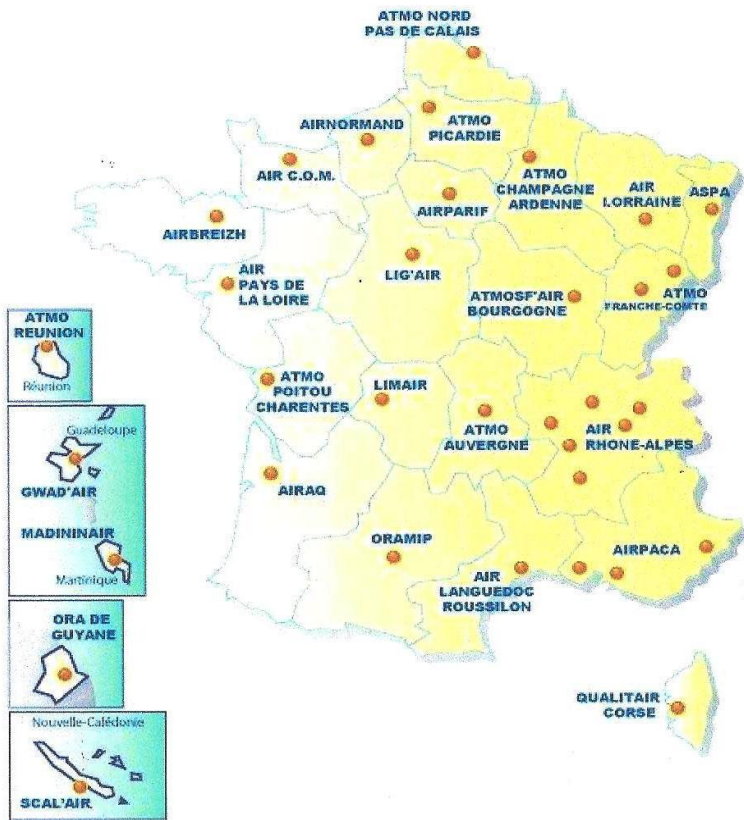 ATMO NORD
PAS DE CALAIS
AIRNORMAND
ATMO
PICARDIE
AIR C.O.M.
ATMO
CHAMPAGNE
ARDENNE
AIR
LORRAINE
ASPA
AIRPARIF
AIRBREIZH
AIR
PAYS DE
LA LOIRE
LIG'AIR
ATMOSF'AIR
BOURGOGNE
ATMO
FRANCHE-COMTE
ATMO
REUNION
Réunion
ATMO
POITOU
CHARENTES
LIMAIR
ATMO
AUVERGNE
AIR
RHONE-ALPES
Guadeloupe
GWAD'AIR
AIRAQ
MADININAIR
Martinique
ORAMIP
AIR
LANGUEDOC
ROUSSILON
AIRPACA
ORA DE
GUYANE
QUALITAIR
CORSE
Nouvelle-Calédonie
SCAL'AIR